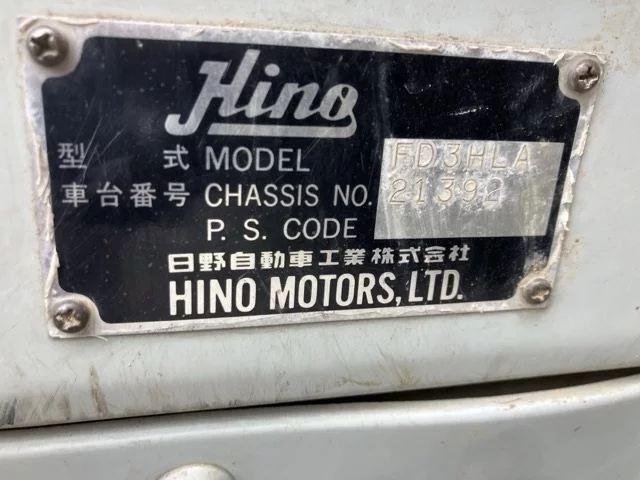 Hino
型 式 MODEL FD3HLA
車台番号 CHASSIS NO. 21392
P. S. CODE
日野自動車工業株式会社
HINO MOTORS, LTD.